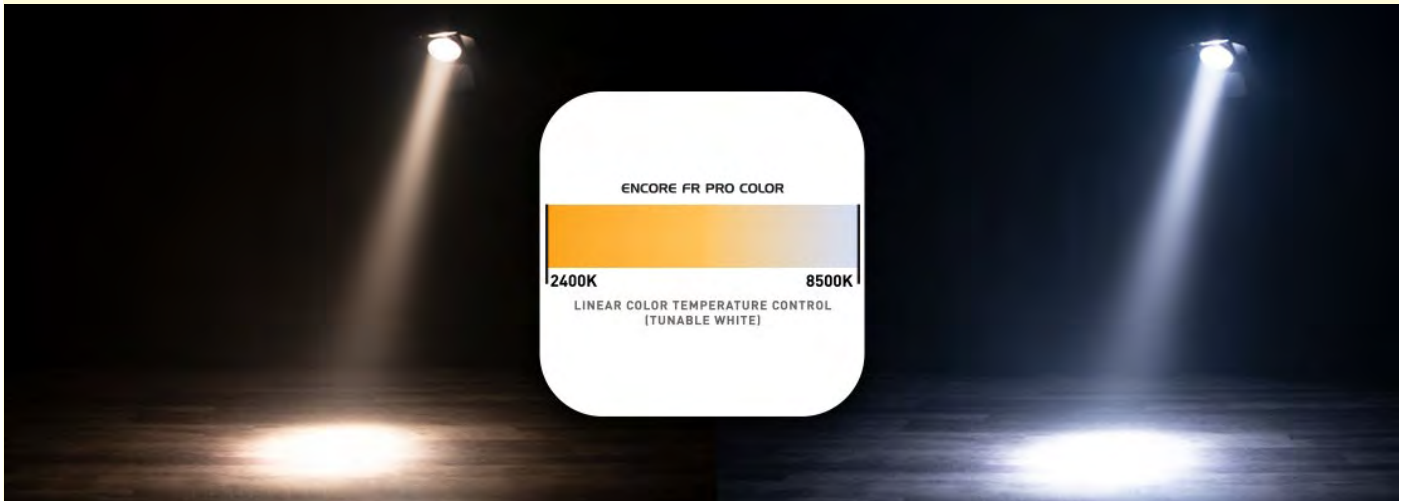 ENCORE FR PRO COLOR
2400K 8500K
LINEAR COLOR TEMPERATURE CONTROL
(TUNABLE WHITE)